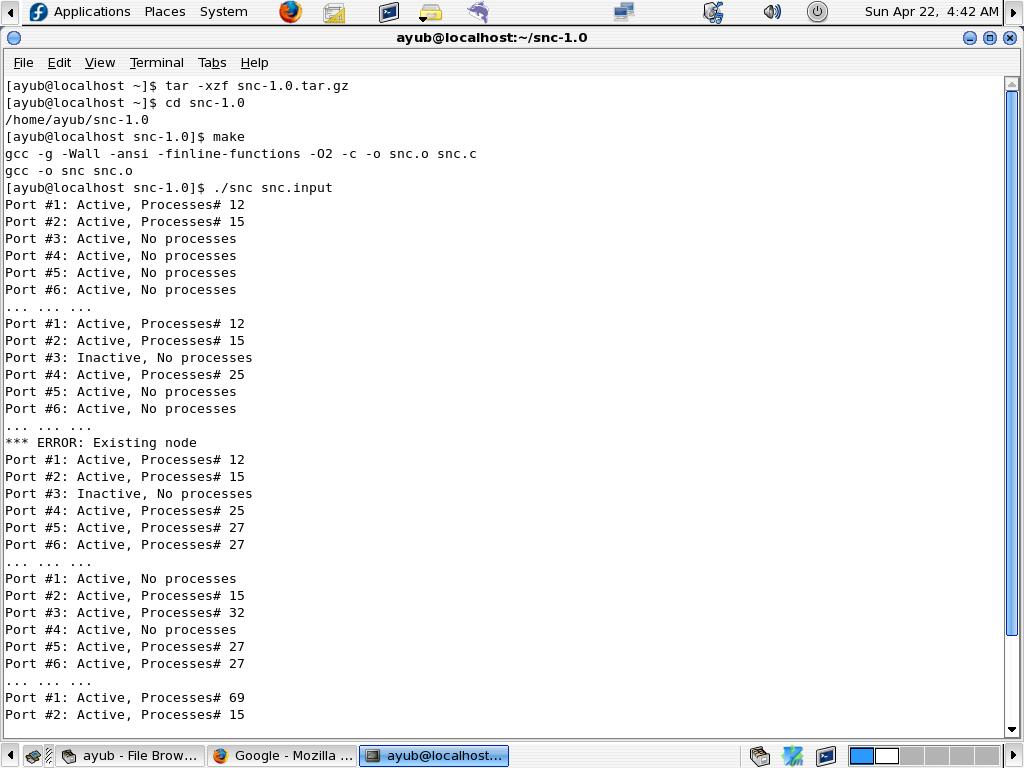 Applications Places System Sun Apr 22, 4:42 AM
ayub@localhost:~/snc-1.0
File Edit View Terminal Tabs Help
[ayub@localhost ~]$ tar -xzf snc-1.0.tar.gz
[ayub@localhost ~]$ cd snc-1.0
/home/ayub/snc-1.0
[ayub@localhost snc-1.0]$ make
gcc -g -Wall -ansi -finline-functions -O2 -c -o snc.o snc.c
gcc -o snc snc.o
[ayub@localhost snc-1.0]$ ./snc snc.input
Port #1: Active, Processes# 12
Port #2: Active, Processes# 15
Port #3: Active, No processes
Port #4: Active, No processes
Port #5: Active, No processes
Port #6: Active, No processes
... ... ...
Port #1: Active, Processes# 12
Port #2: Active, Processes# 15
Port #3: Inactive, No processes
Port #4: Active, Processes# 25
Port #5: Active, No processes
Port #6: Active, No processes
... ... ...
*** ERROR: Existing node
Port #1: Active, Processes# 12
Port #2: Active, Processes# 15
Port #3: Inactive, No processes
Port #4: Active, Processes# 25
Port #5: Active, Processes# 27
Port #6: Active, Processes# 27
... ... ...
Port #1: Active, No processes
Port #2: Active, Processes# 15
Port #3: Active, Processes# 32
Port #4: Active, No processes
Port #5: Active, Processes# 27
Port #6: Active, Processes# 27
... ... ...
Port #1: Active, Processes# 69
Port #2: Active, Processes# 15
ayub - File Brow... Google - Mozilla ... ayub@localhost...